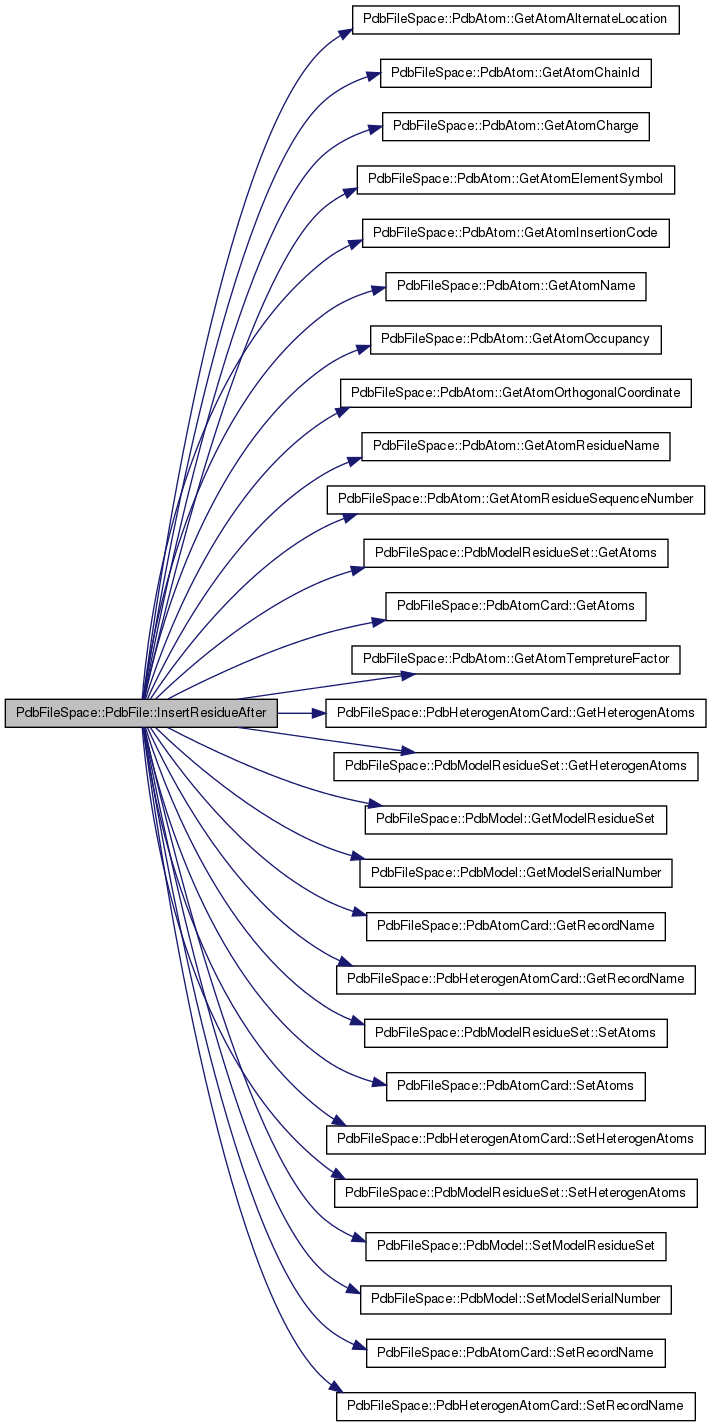 PdbFileSpace::PdbAtom::GetAtomAlternateLocation
PdbFileSpace::PdbAtom::GetAtomChainId
PdbFileSpace::PdbAtom::GetAtomCharge
PdbFileSpace::PdbAtom::GetAtomElementSymbol
PdbFileSpace::PdbAtom::GetAtomInsertionCode
PdbFileSpace::PdbAtom::GetAtomName
PdbFileSpace::PdbAtom::GetAtomOccupancy
PdbFileSpace::PdbAtom::GetAtomOrthogonalCoordinate
PdbFileSpace::PdbAtom::GetAtomResidueName
PdbFileSpace::PdbAtom::GetAtomResidueSequenceNumber
PdbFileSpace::PdbModelResidueSet::GetAtoms
PdbFileSpace::PdbAtomCard::GetAtoms
PdbFileSpace::PdbAtom::GetAtomTempretureFactor
PdbFileSpace::PdbFile::InsertResidueAfter
PdbFileSpace::PdbHeterogenAtomCard::GetHeterogenAtoms
PdbFileSpace::PdbModelResidueSet::GetHeterogenAtoms
PdbFileSpace::PdbModel::GetModelResidueSet
PdbFileSpace::PdbModel::GetModelSerialNumber
PdbFileSpace::PdbAtomCard::GetRecordName
PdbFileSpace::PdbHeterogenAtomCard::GetRecordName
PdbFileSpace::PdbModelResidueSet::SetAtoms
PdbFileSpace::PdbAtomCard::SetAtoms
PdbFileSpace::PdbHeterogenAtomCard::SetHeterogenAtoms
PdbFileSpace::PdbModelResidueSet::SetHeterogenAtoms
PdbFileSpace::PdbModel::SetModelResidueSet
PdbFileSpace::PdbModel::SetModelSerialNumber
PdbFileSpace::PdbAtomCard::SetRecordName
PdbFileSpace::PdbHeterogenAtomCard::SetRecordName